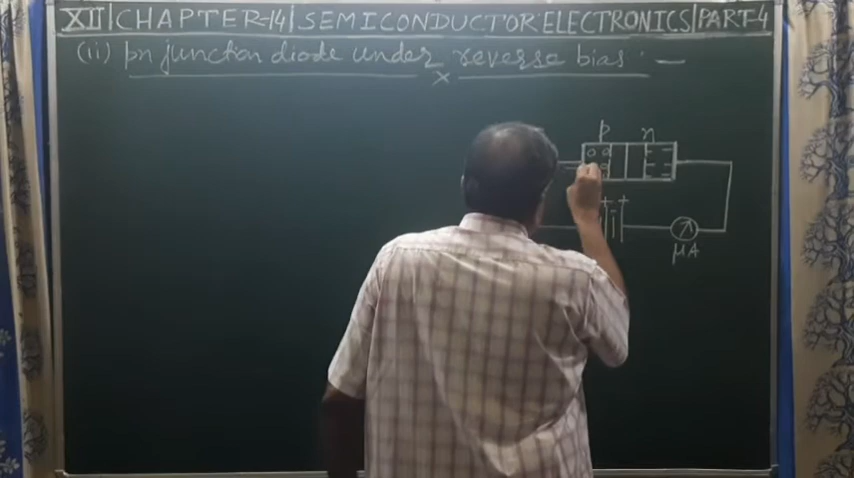 XII | CHAPTER-14 | SEMICONDUCTOR ELECTRONICS | PART-4
(ii) pn junction diode under reverse bias : —
x
p n
μA